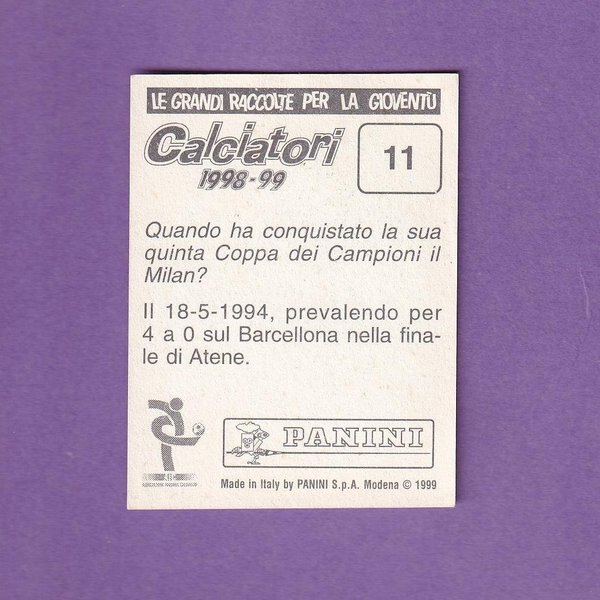 LE GRANDI RACCOLTE PER LA GIOVENTÙ
Calciatori
1998-99
11
Quando ha conquistato la sua
quinta Coppa dei Campioni il
Milan?
Il 18-5-1994, prevalendo per
4 a 0 sul Barcellona nella fina-
le di Atene.
PANINI
Made in Italy by PANINI S.p.A. Modena © 1999